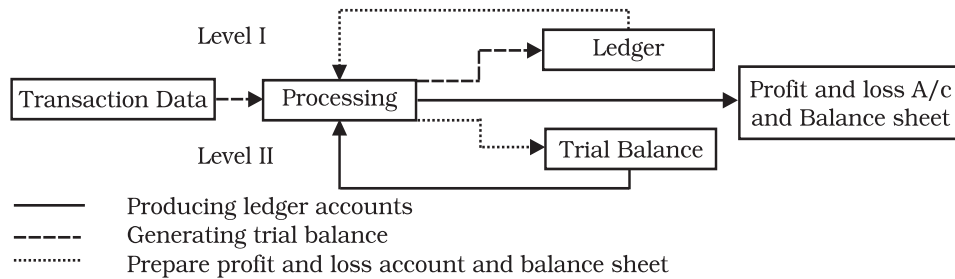 Level I
Ledger
Transaction Data
Processing
Profit and loss A/c
and Balance sheet
Level II
Trial Balance
Producing ledger accounts
Generating trial balance
Prepare profit and loss account and balance sheet